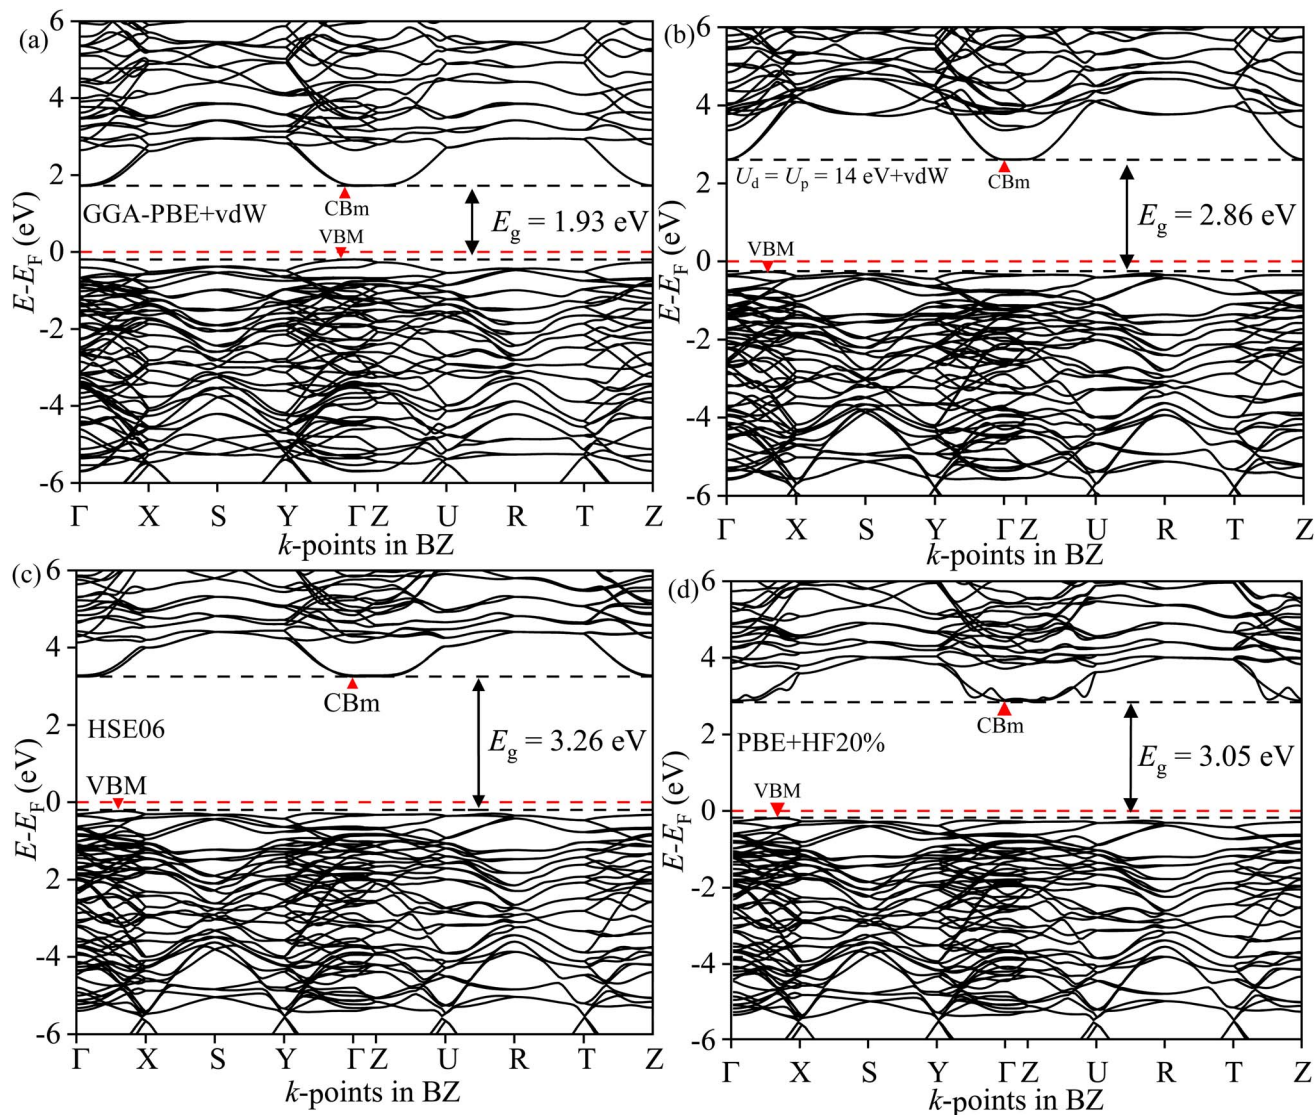 (a)
6
4
2
0
-2
-4
-6
E-E_F (eV)
GGA-PBE+vdW
CBm
VBM
E_g = 1.93 eV
Γ X S Y Γ Z U R T Z
k-points in BZ
(b)
6
4
2
0
-2
-4
-6
E-E_F (eV)
U_d = U_p = 14 eV+vdW
CBm
E_g = 2.86 eV
VBM
Γ X S Y Γ Z U R T Z
k-points in BZ
(c)
6
4
2
0
2
-4
-6
E-E_F (eV)
CBm
HSE06
E_g = 3.26 eV
VBM
Γ X S Y Γ Z U R T Z
k-points in BZ
(d)
6
4
2
0
-2
-4
-6
E-E_F (eV)
CBm
PBE+HF20%
E_g = 3.05 eV
VBM
Γ X S Y Γ Z U R T Z
k-points in BZ